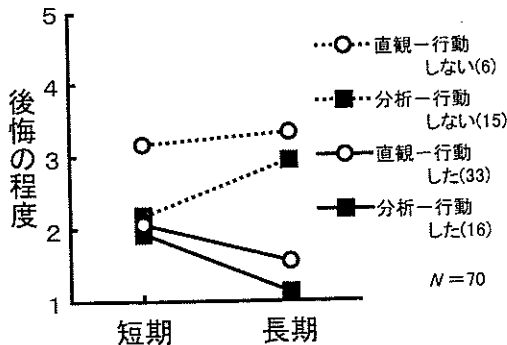 後悔の程度
5
4
3
2
1
短期
長期
直観ー行動
しない(6)
分析ー行動
しない(15)
直観ー行動
した(33)
分析ー行動
した(16)
N=70